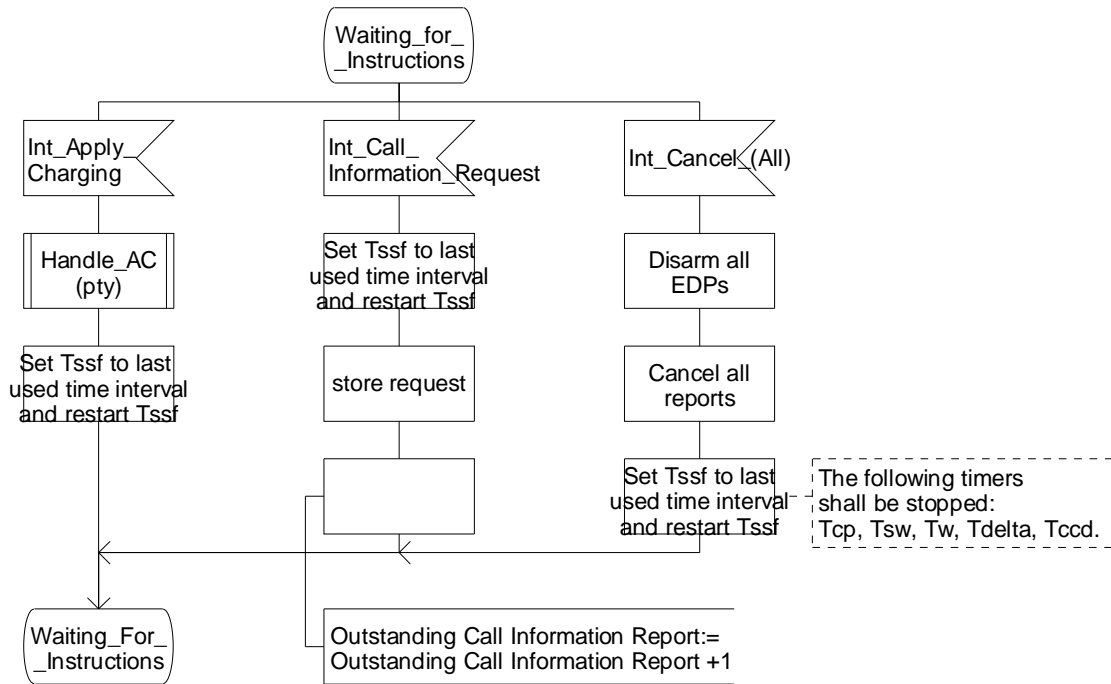 Waiting_for_
_Instructions
Int_Apply_
Charging
Int_Call_
Information_Request
Int_Cancel_(All)
Handle_AC
(pty)
Set Tssf to last
used time interval
and restart Tssf
Disarm all
EDPs
Set Tssf to last
used time interval
and restart Tssf
store request
Cancel all
reports
Set Tssf to last
used time interval
and restart Tssf
The following timers
shall be stopped:
Tcp, Tsw, Tw, Tdelta, Tccd.
Waiting_For_
_Instructions
Outstanding Call Information Report:=
Outstanding Call Information Report +1